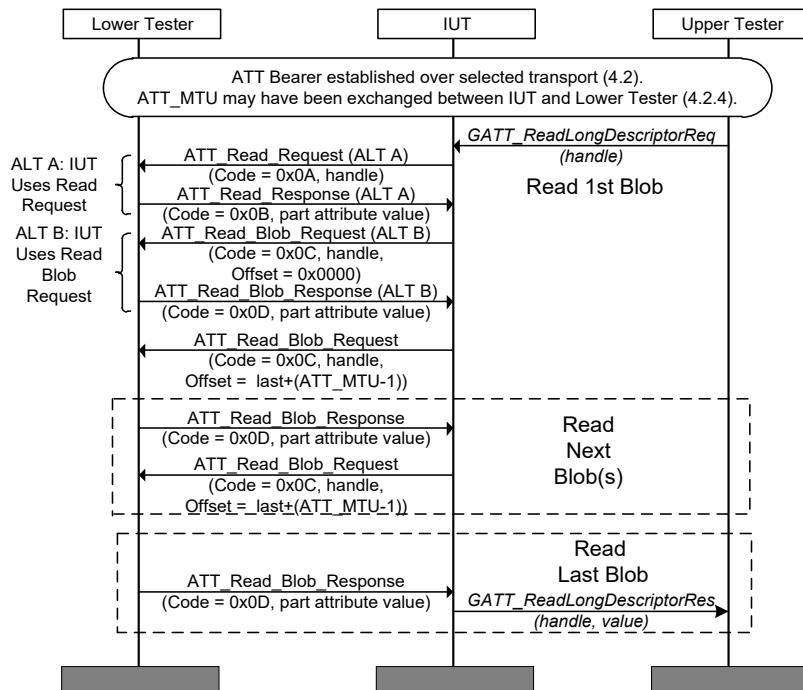 Lower Tester
IUT
Upper Tester
ATT Bearer established over selected transport (4.2).
ATT_MTU may have been exchanged between IUT and Lower Tester (4.2.4).
GATT_ReadLongDescriptorReq
(handle)
Read 1st Blob
ALT A: IUT
Uses Read
Request
ATT_Read_Request (ALT A)
(Code = 0x0A, handle)
ATT_Read_Response (ALT A)
(Code = 0x0B, part attribute value)
ALT B: IUT
Uses Read
Blob
Request
ATT_Read_Blob_Request (ALT B)
(Code = 0x0C, handle,
Offset = 0x0000)
ATT_Read_Blob_Response (ALT B)
(Code = 0x0D, part attribute value)
ATT_Read_Blob_Request
(Code = 0x0C, handle,
Offset = last+(ATT_MTU-1))
ATT_Read_Blob_Response
(Code = 0x0D, part attribute value)
ATT_Read_Blob_Request
(Code = 0x0C, handle,
Offset = last+(ATT_MTU-1))
Read
Next
Blob(s)
Read
Last Blob
ATT_Read_Blob_Response
(Code = 0x0D, part attribute value)
GATT_ReadLongDescriptorRes
(handle, value)